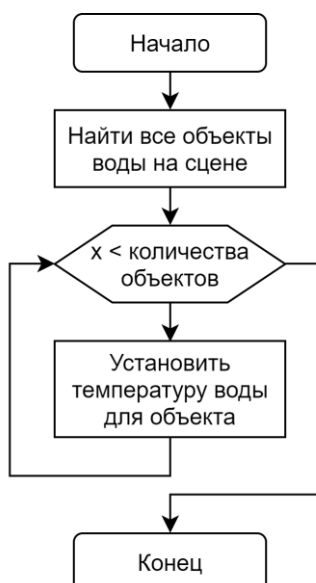 Начало
Найти все объекты
воды на сцене
x < количества
объектов
Установить
температуру воды
для объекта
Конец